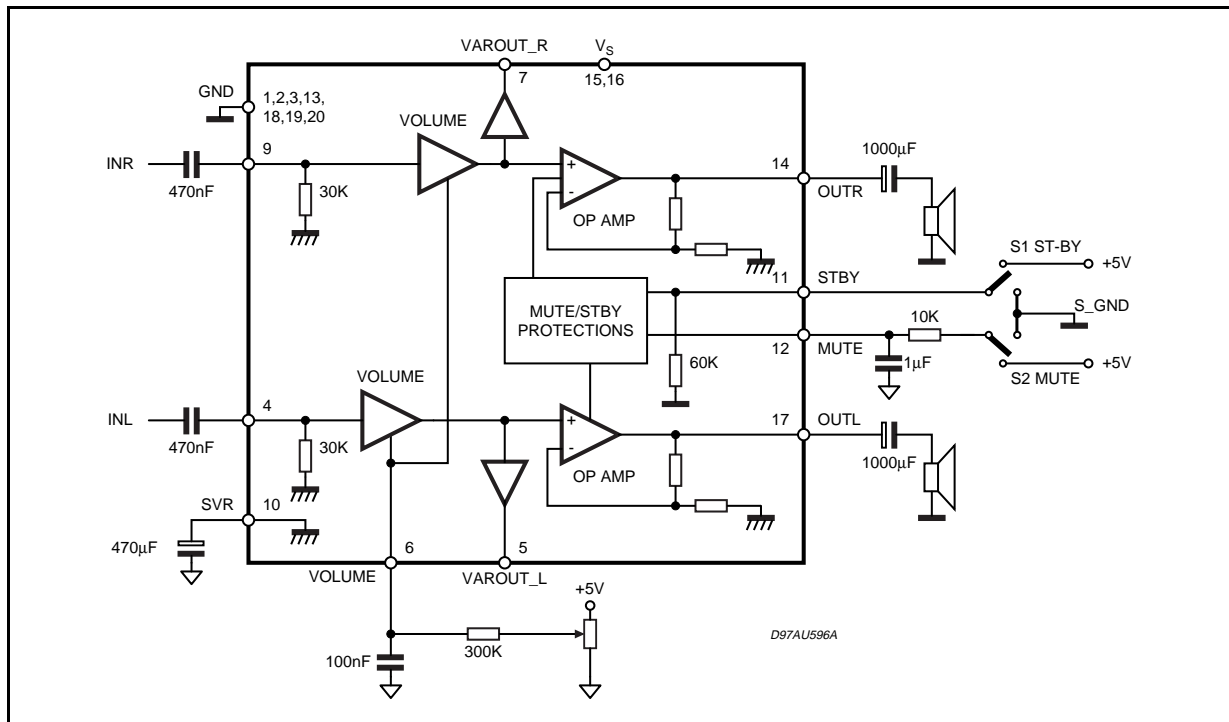 VAROUT_R
VS
7
15,16
GND
1,2,3,13,
18,19,20
VOLUME
INR
9
470nF
30K
+
-
OP AMP
14
1000µF
OUTR
S1 ST-BY
+5V
11
STBY
MUTE/STBY
PROTECTIONS
S_GND
10K
12
MUTE
60K
1µF
S2 MUTE
+5V
VOLUME
INL
4
470nF
30K
+
-
OP AMP
17
OUTL
1000µF
SVR
10
470µF
6
VOLUME
5
VAROUT_L
+5V
300K
100nF
D97AU596A